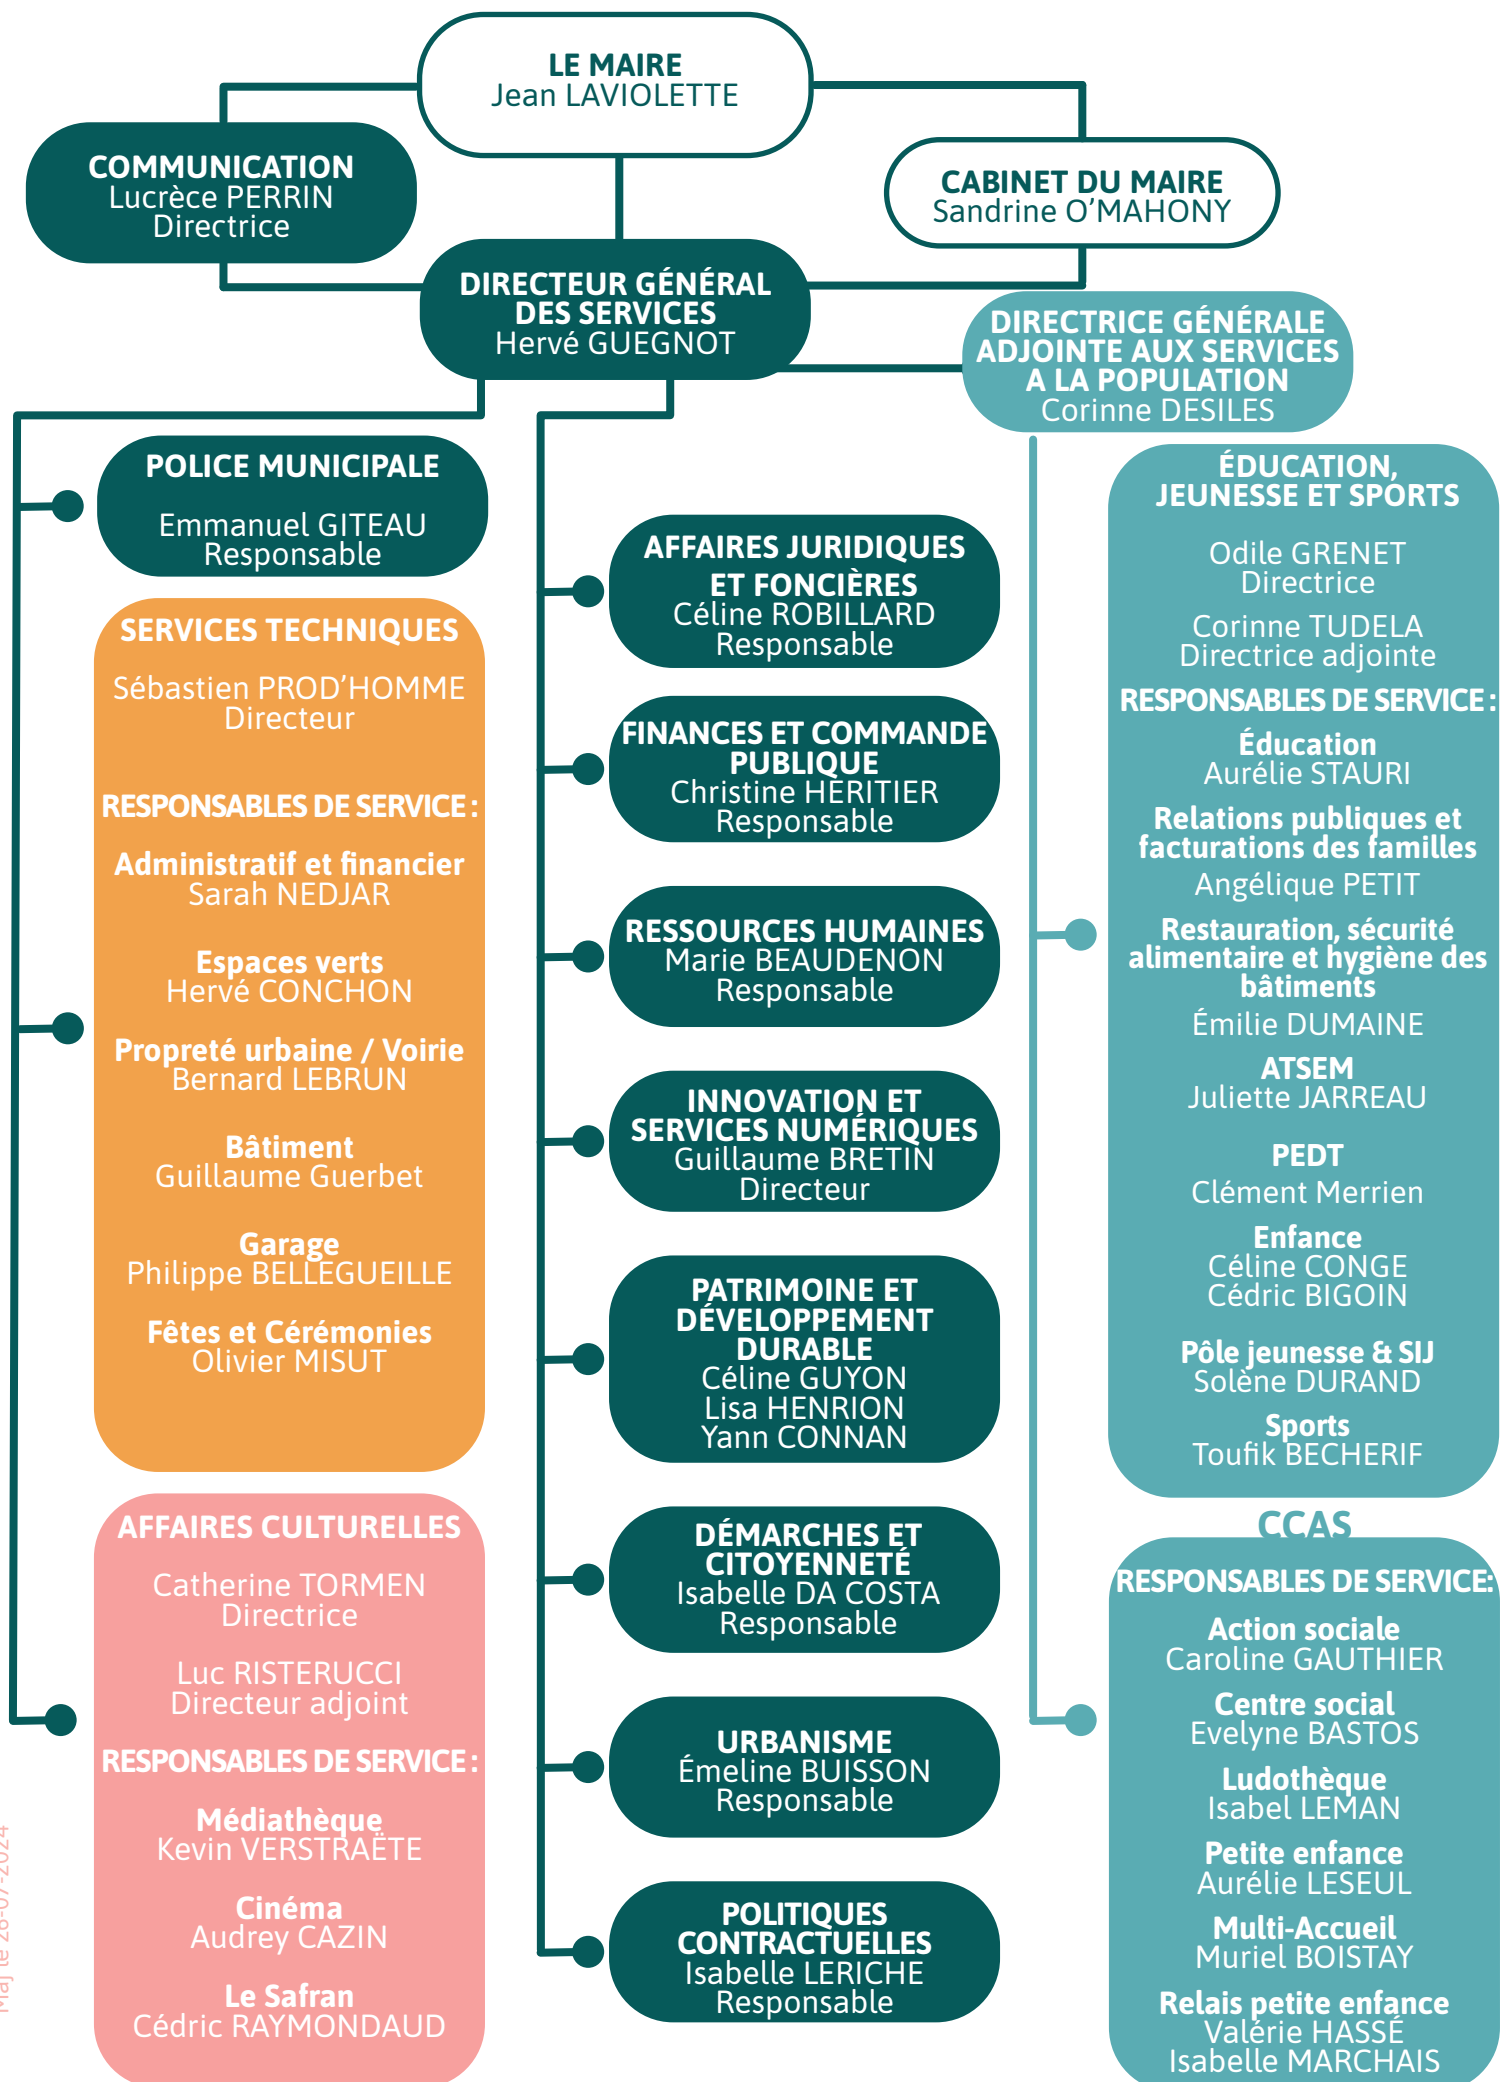 LE MAIRE
Jean LAVIOLETTE
COMMUNICATION
Lucrèce PERRIN
Directrice
CABINET DU MAIRE
Sandrine O'MAHONY
DIRECTEUR GÉNÉRAL
DES SERVICES
Hervé GUEGNOT
DIRECTRICE GÉNÉRALE
ADJOINTE AUX SERVICES
A LA POPULATION
Corinne DESILES
POLICE MUNICIPALE
Emmanuel GITEAU
Responsable
SERVICES TECHNIQUES
Sébastien PROD'HOMME
Directeur
RESPONSABLES DE SERVICE :
Administratif et financier
Sarah NEDJAR
Espaces verts
Hervé CONCHON
Propreté urbaine / Voirie
Bernard LEBRUN
Bâtiment
Guillaume Guerbet
Garage
Philippe BELLEGUEILLE
Fêtes et Cérémonies
Olivier MISUT
AFFAIRES CULTURELLES
Catherine TORMEN
Directrice
Luc RISTERUCCI
Directeur adjoint
RESPONSABLES DE SERVICE :
Médiathèque
Kevin VERSTRAËTE
Cinéma
Audrey CAZIN
Le Safran
Cédric RAYMONDAUD
AFFAIRES JURIDIQUES
ET FONCIÈRES
Céline ROBILLARD
Responsable
FINANCES ET COMMANDE
PUBLIQUE
Christine HERITIER
Responsable
RESSOURCES HUMAINES
Marie BEAUDENON
Responsable
INNOVATION ET
SERVICES NUMÉRIQUES
Guillaume BRETIN
Directeur
PATRIMOINE ET
DÉVELOPPEMENT
DURABLE
Céline GUYON
Lisa HENRION
Yann CONNAN
DÉMARCHES ET
CITOYENNETÉ
Isabelle DA COSTA
Responsable
URBANISME
Émeline BUISSON
Responsable
POLITIQUES
CONTRACTUELLES
Isabelle LERICHE
Responsable
ÉDUCATION,
JEUNESSE ET SPORTS
Odile GRENET
Directrice
Corinne TUDELA
Directrice adjointe
RESPONSABLES DE SERVICE :
Éducation
Aurélie STAURI
Relations publiques et
facturations des familles
Angélique PETIT
Restauration, sécurité
alimentaire et hygiène des
bâtiments
Émilie DUMAINE
ATSEM
Juliette JARREAU
PEDT
Clément Merrien
Enfance
Céline CONGE
Cédric BIGOIN
Pôle jeunesse & SIJ
Solène DURAND
Sports
Toufik BECHERIF
CCAS
RESPONSABLES DE SERVICE:
Action sociale
Caroline GAUTHIER
Centre social
Evelyne BASTOS
Ludothèque
Isabel LEMAN
Petite enfance
Aurélie LESEUL
Multi-Accueil
Muriel BOISTAY
Relais petite enfance
Valérie HASSÉ
Isabelle MARCHAIS